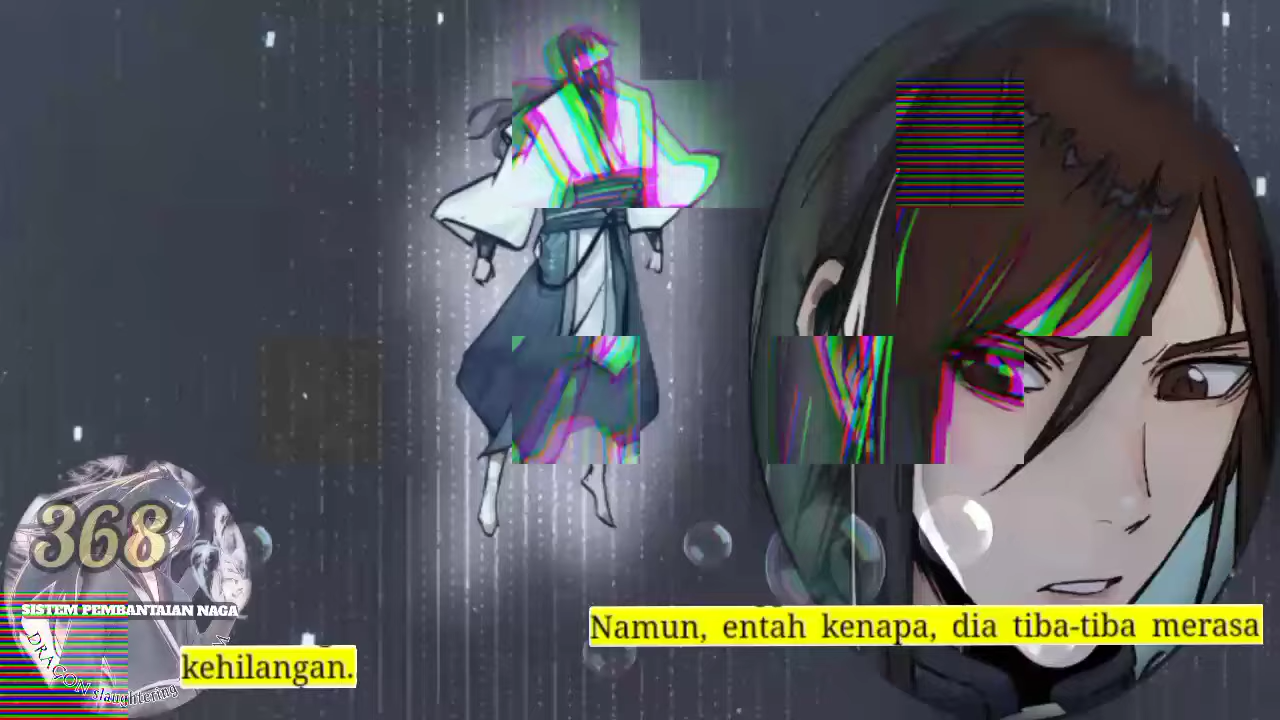 368
SISTEM PEMBANTAIAN NAGA
DRAGON slaughtering
Namun, entah kenapa, dia tiba-tiba merasa
kehilangan.